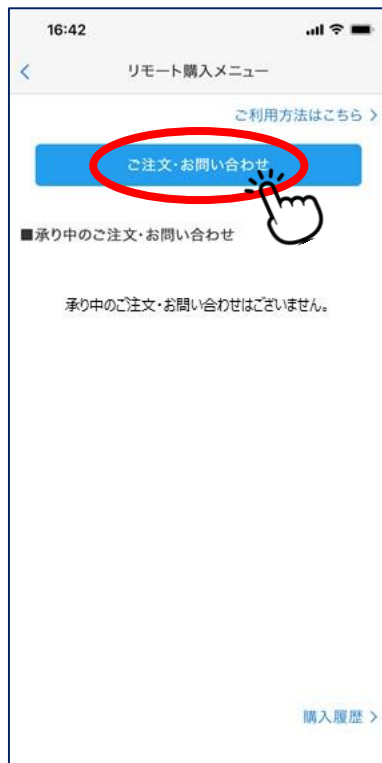 16:42
リモート購入メニュー
ご利用方法はこちら
ご注文・お問い合わせ
■承り中のご注文・お問い合わせ
承り中のご注文・お問い合わせはございません。
購入履歴